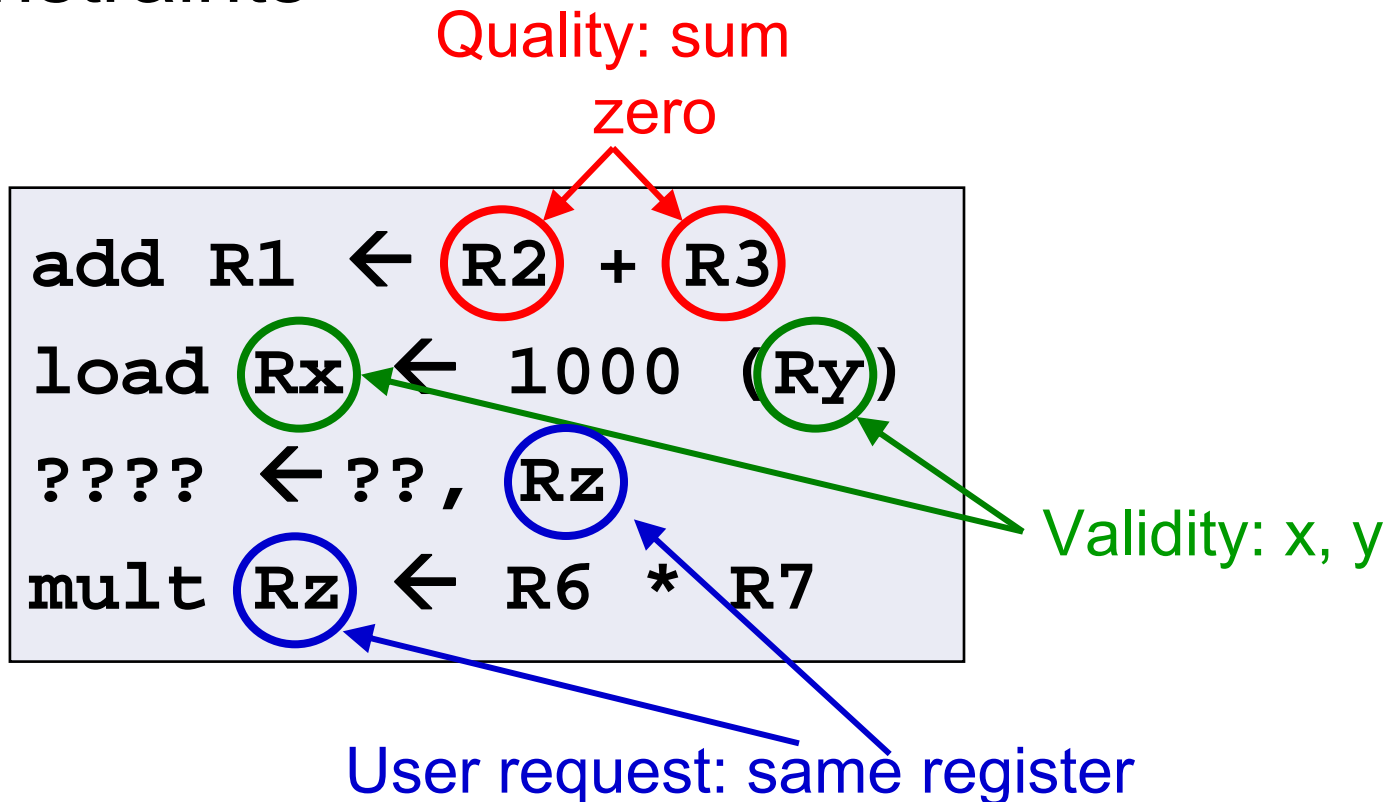 Quality: sum
zero
add R1 ← R2 + R3
load Rx ← 1000 (Ry)
???? ← ??, Rz
mult Rz ← R6 * R7
Validity: x, y
User request: same register